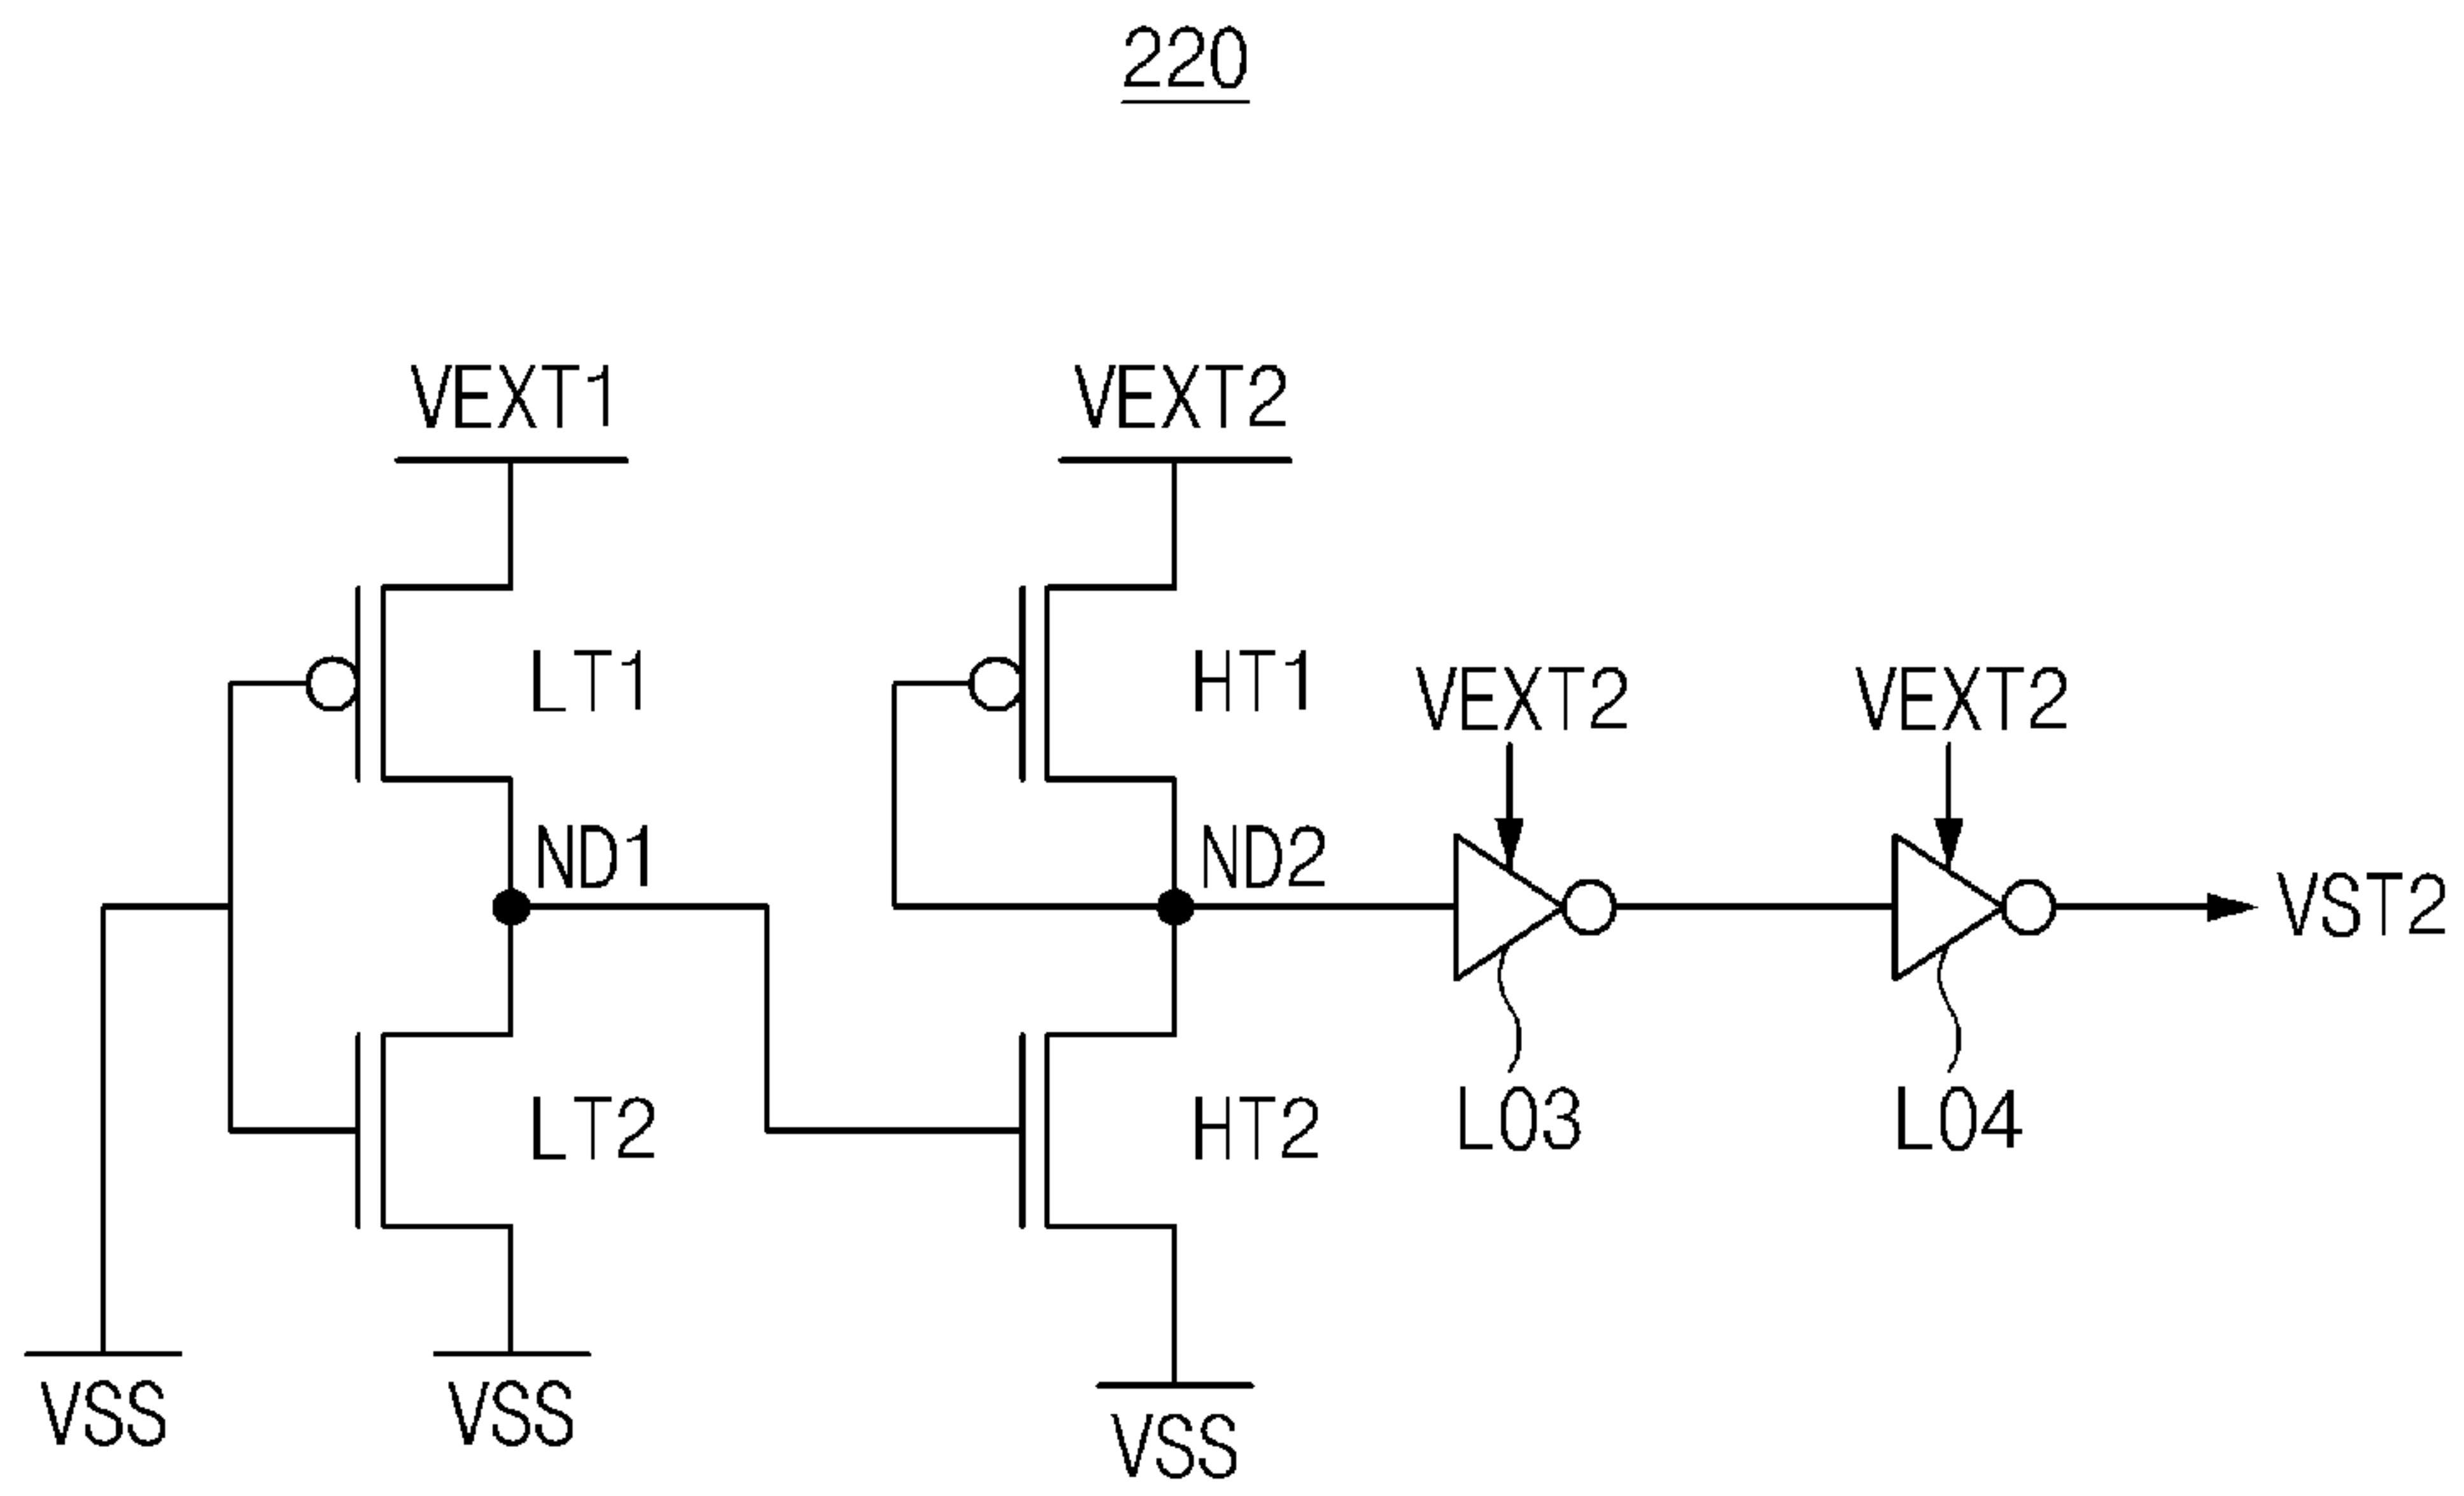 220
VEXT1 VEXT2
LT1 HT1 VEXT2 VEXT2
ND1 ND2 VST2
LT2 HT2 L03 L04
VSS VSS VSS